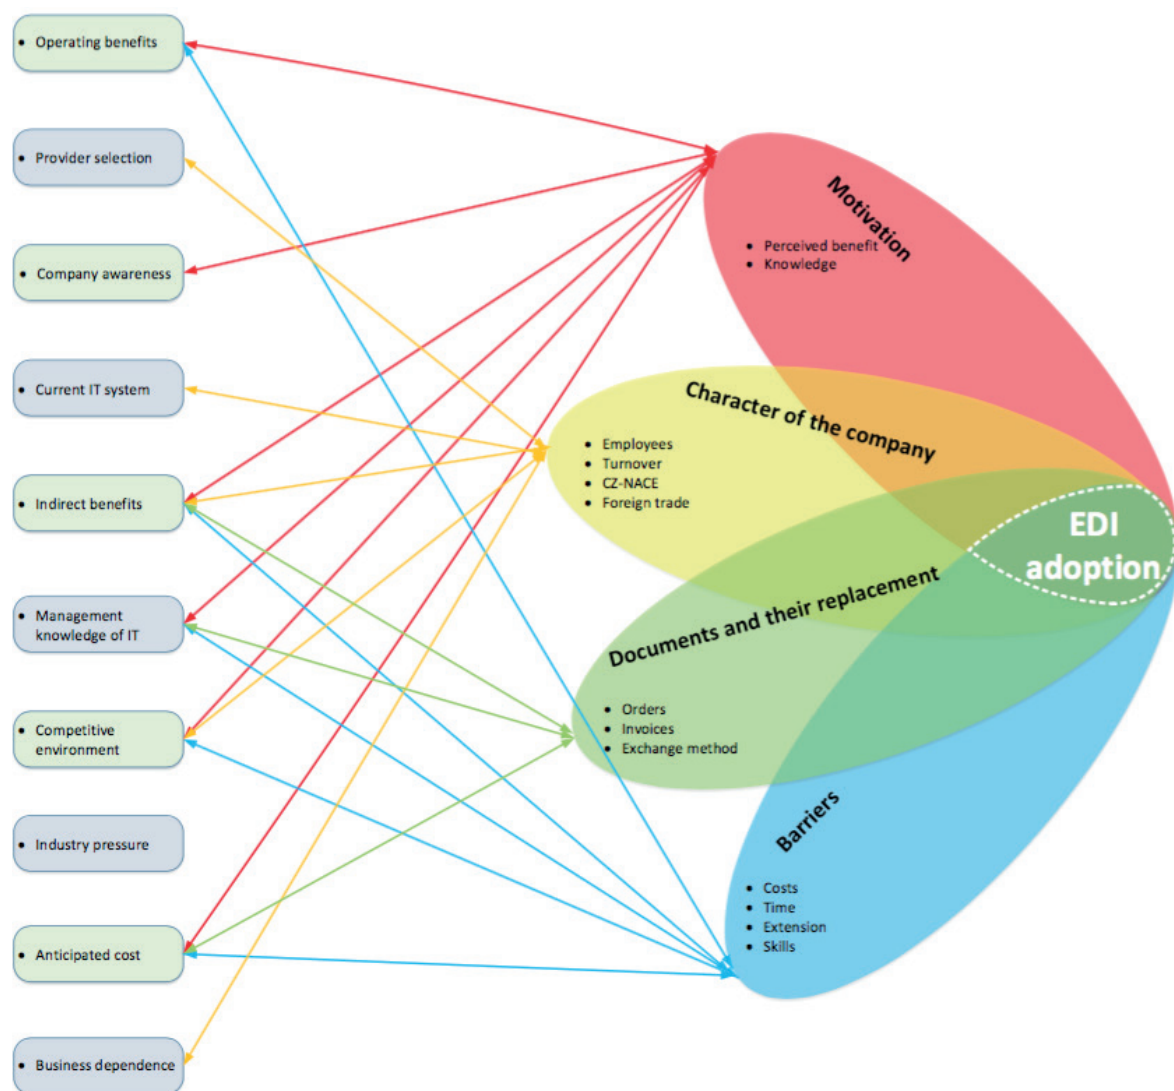 • Operating benefits
• Provider selection
• Company awareness
• Current IT system
• Indirect benefits
• Management
knowledge of IT
• Competitive
environment
• Industry pressure
• Anticipated cost
• Business dependence
Motivation
• Perceived benefit
• Knowledge
Character of the company
• Employees
• Turnover
• CZ-NACE
• Foreign trade
EDI
adoption
Documents and their replacement
• Orders
• Invoices
• Exchange method
Barriers
• Costs
• Time
• Extension
• Skills